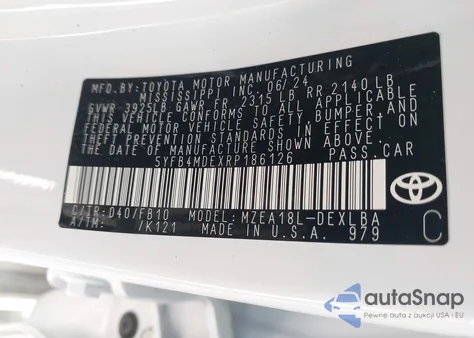 MFD. BY: TOYOTA MOTOR MANUFACTURING
MISSISSIPPI INC. 06/24
GVWR 3925LB GAWR FR 2315 LB RR 2140 LB
THIS VEHICLE CONFORMS TO ALL APPLICABLE
FEDERAL MOTOR VEHICLE SAFETY, BUMPER, AND
THEFT PREVENTION STANDARDS IN EFFECT ON
THE DATE OF MANUFACTURE SHOWN ABOVE.
5YFB4MDEXRP186126 PASS.CAR
C/TR: 040/FB10 MODEL: MZEA18L-DEXLBA
A/TM: /K121 MADE IN U.S.A. 979
TOYOTA
C
autoSnap
Pewne auta z aukcji USA i EU